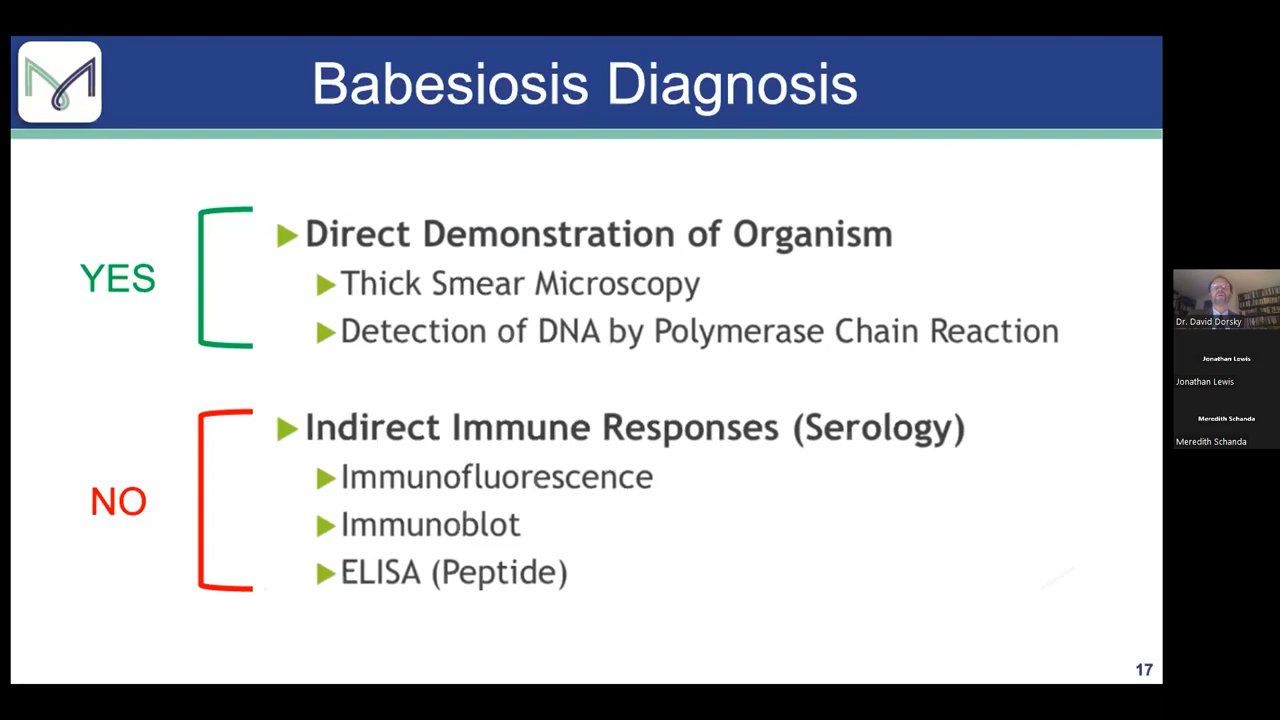 Babesiosis Diagnosis
YES
Direct Demonstration of Organism
Thick Smear Microscopy
Detection of DNA by Polymerase Chain Reaction
NO
Indirect Immune Responses (Serology)
Immunofluorescence
Immunoblot
ELISA (Peptide)
17
Dr. David Dorsky
Jonathan Lewis
Jonathan Lewis
Meredith Schanda
Meredith Schanda